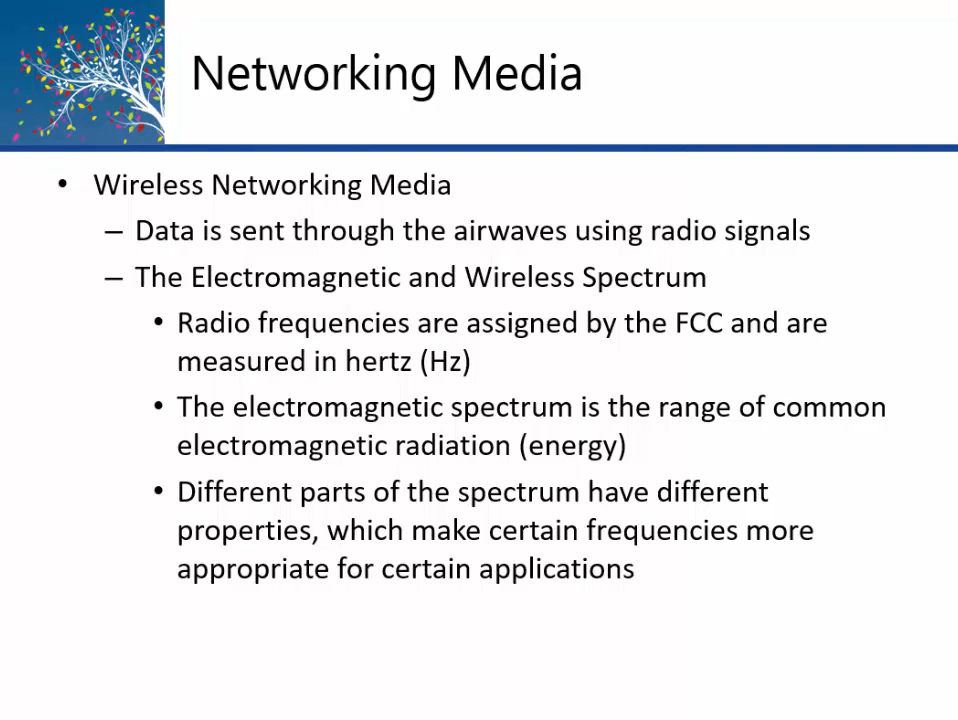 Networking Media
• Wireless Networking Media
– Data is sent through the airwaves using radio signals
– The Electromagnetic and Wireless Spectrum
• Radio frequencies are assigned by the FCC and are
measured in hertz (Hz)
• The electromagnetic spectrum is the range of common
electromagnetic radiation (energy)
• Different parts of the spectrum have different
properties, which make certain frequencies more
appropriate for certain applications